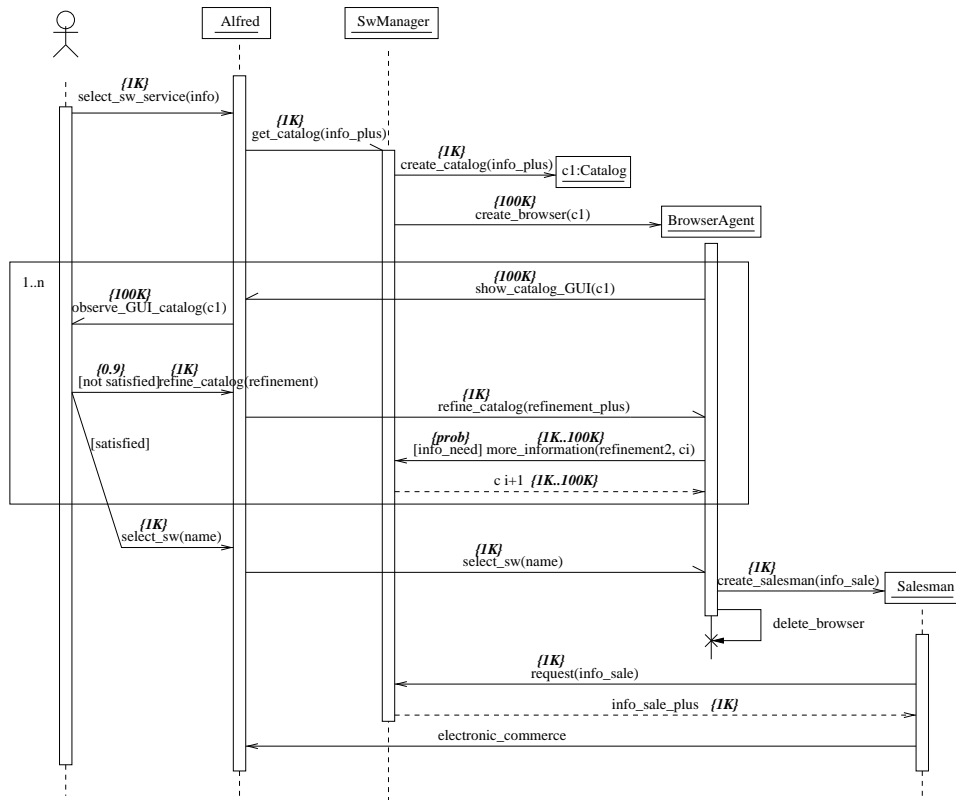 Alfred
SwManager
{1K}
select_sw_service(info)
{1K}
get_catalog(info_plus)
{1K}
create_catalog(info_plus)
c1:Catalog
{100K}
create_browser(c1)
BrowserAgent
1..n
{100K}
show_catalog_GUI(c1)
{100K}
observe_GUI_catalog(c1)
{0.9} {1K}
[not satisfied]refine_catalog(refinement)
{1K}
refine_catalog(refinement_plus)
{prob} {1K..100K}
[info_need] more_information(refinement2, ci)
[satisfied]
c i+1 {1K..100K}
{1K}
select_sw(name)
{1K}
select_sw(name)
{1K}
create_salesman(info_sale)
Salesman
delete_browser
{1K}
request(info_sale)
info_sale_plus {1K}
electronic_commerce